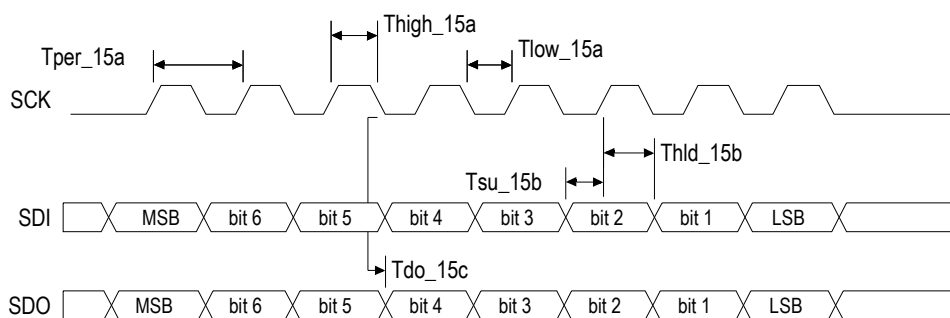 Thigh_15a
Tper_15a
Tlow_15a
SCK
Thld_15b
Tsu_15b
SDI MSB bit 6 bit 5 bit 4 bit 3 bit 2 bit 1 LSB
Tdo_15c
SDO MSB bit 6 bit 5 bit 4 bit 3 bit 2 bit 1 LSB